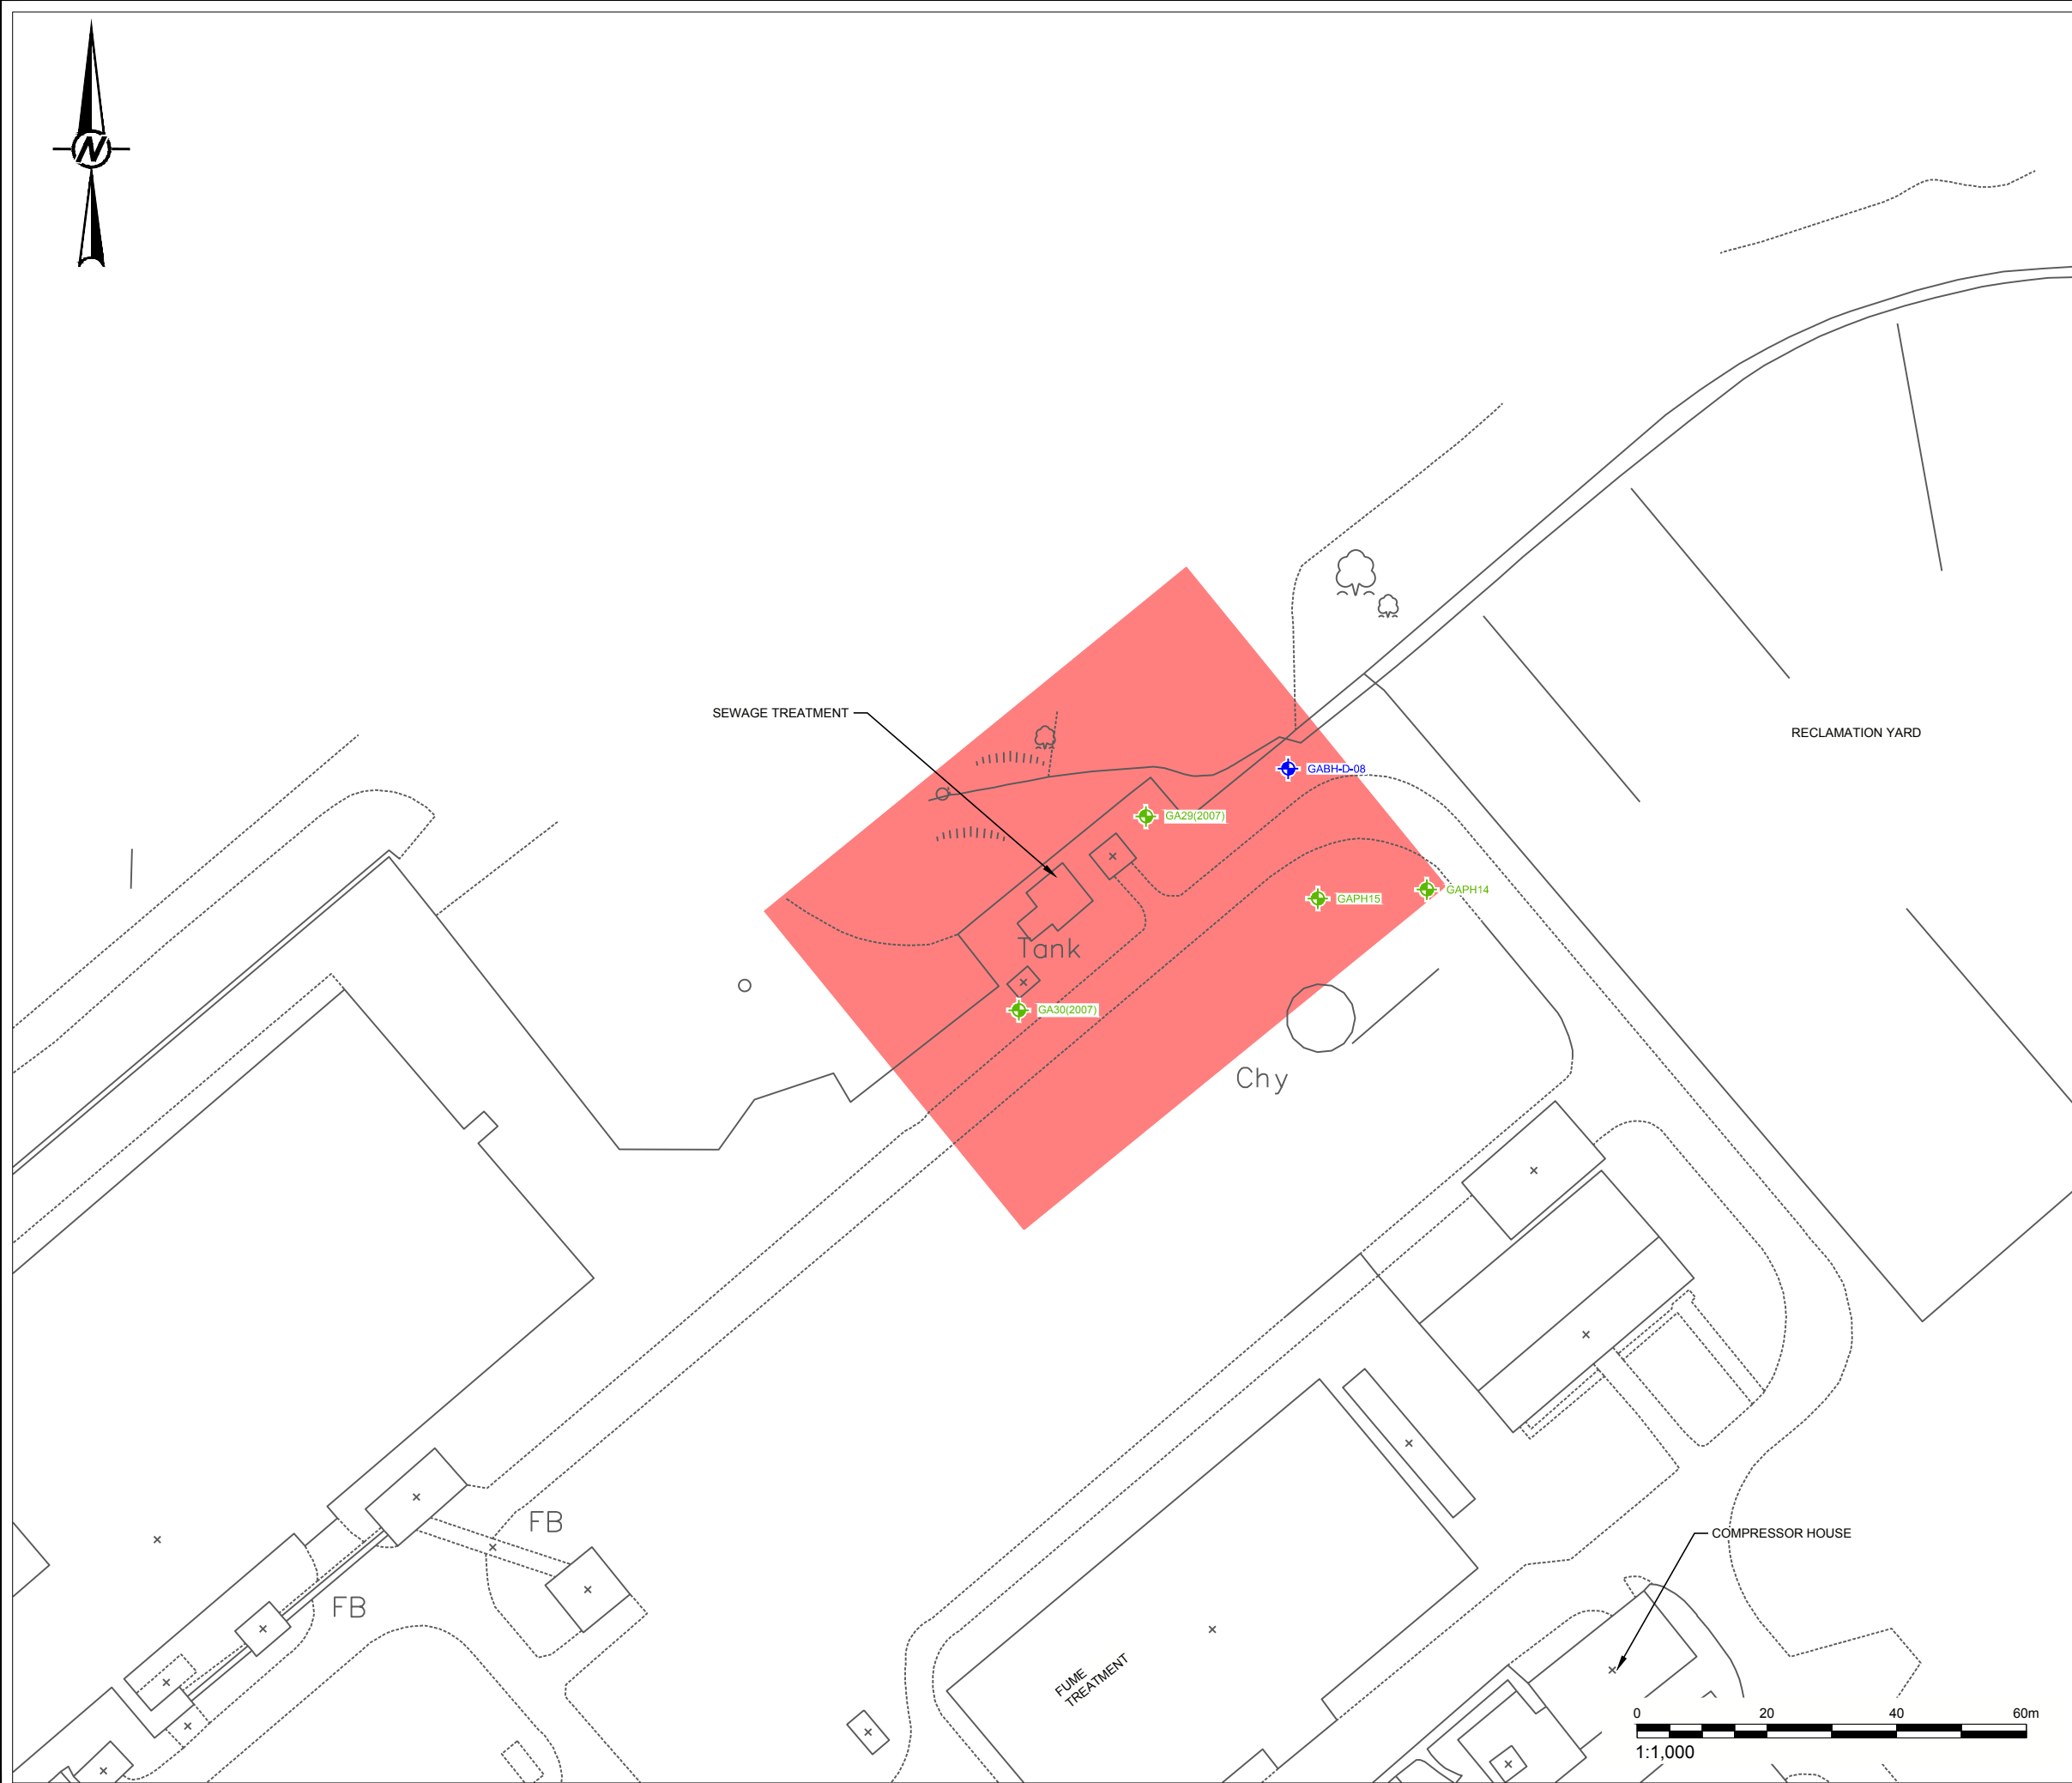 N
SEWAGE TREATMENT
RECLAMATION YARD
GABH-D-08
GA29(2007)
GAPH14
GAPH15
Tank
GA30(2007)
Chy
FB
COMPRESSOR HOUSE
FB
FUME
TREATMENT
0 20 40 60m
1:1,000